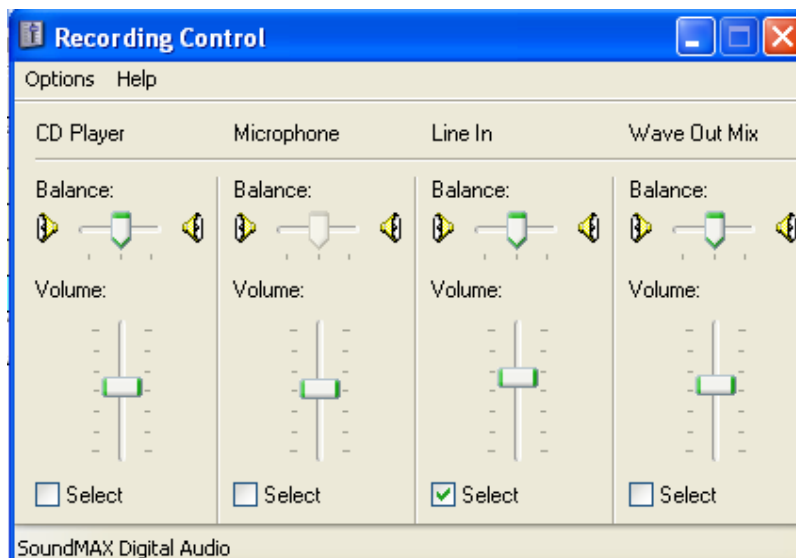 Recording Control
Options Help
CD Player Microphone Line In Wave Out Mix
Balance: Balance: Balance: Balance:
Volume: Volume: Volume: Volume:
Select Select Select Select
SoundMAX Digital Audio